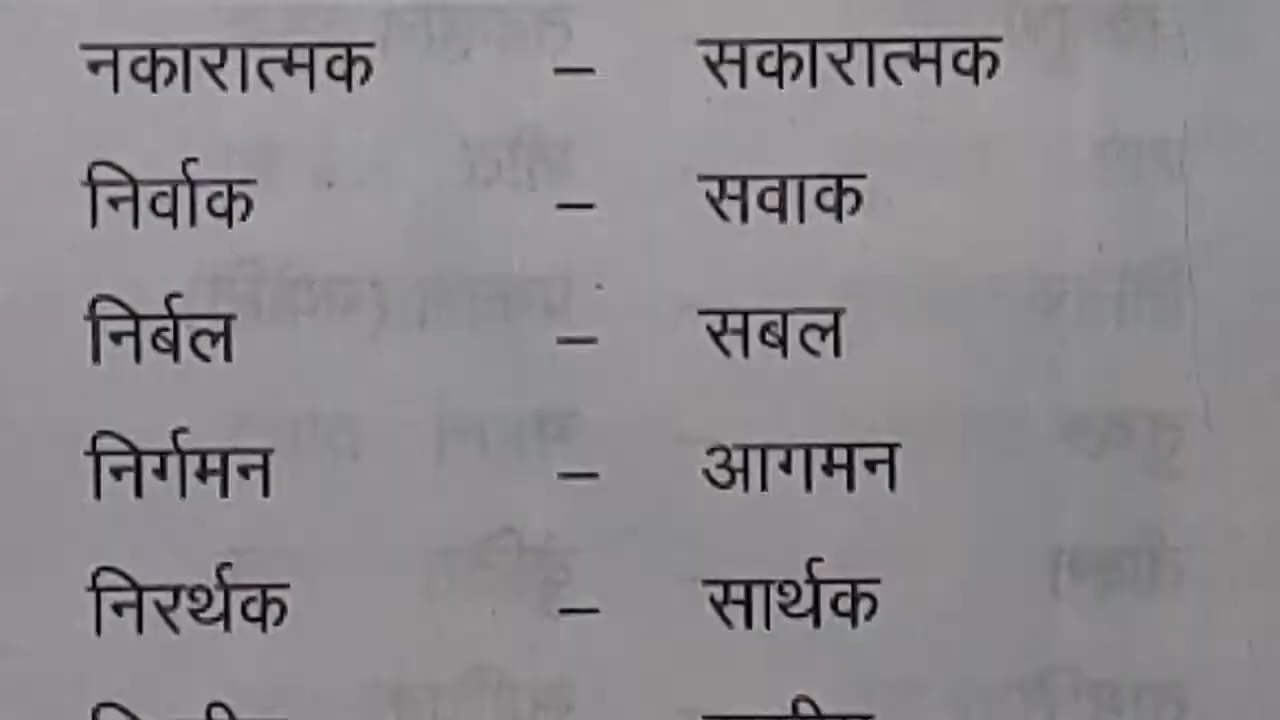 नकारात्मक – सकारात्मक
निर्वाक – सवाक
निर्बल – सबल
निर्गमन – आगमन
निरर्थक – सार्थक